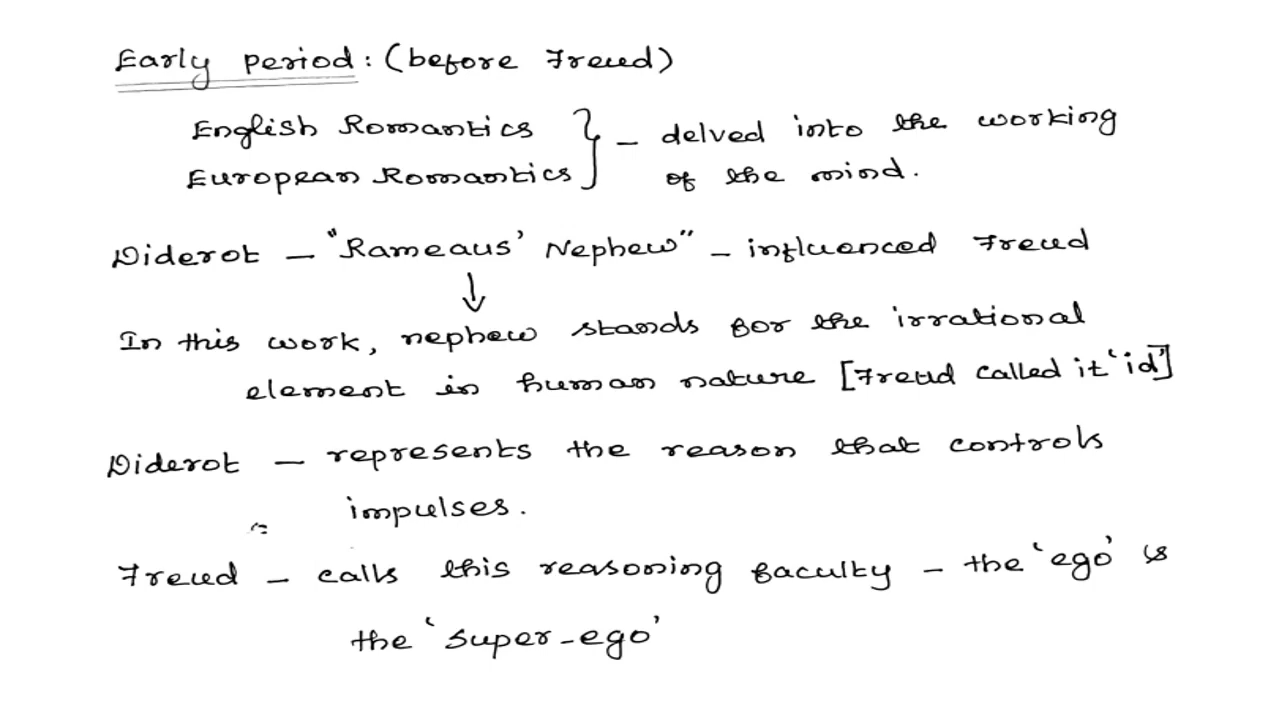 Early period : (before Freud)
English Romantics } – delved into the working
European Romantics of the mind.
Diderot – "Rameaus' Nephew" – influenced Freud
↓
In this work, nephew stands for the irrational
element in human nature [Freud called it 'id']
Diderot – represents the reason that controls
impulses.
Freud – calls this reasoning faculty – the 'ego' &
the 'super-ego'